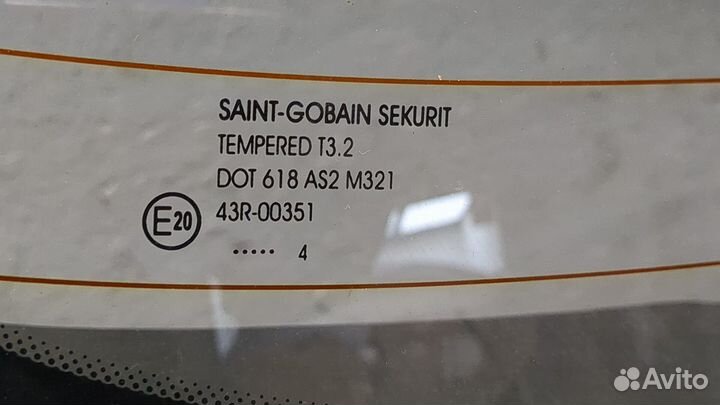 SAINT-GOBAIN SEKURIT
TEMPERED T3.2
DOT 618 AS2 M321
E20 43R-00351
..... 4
Avito